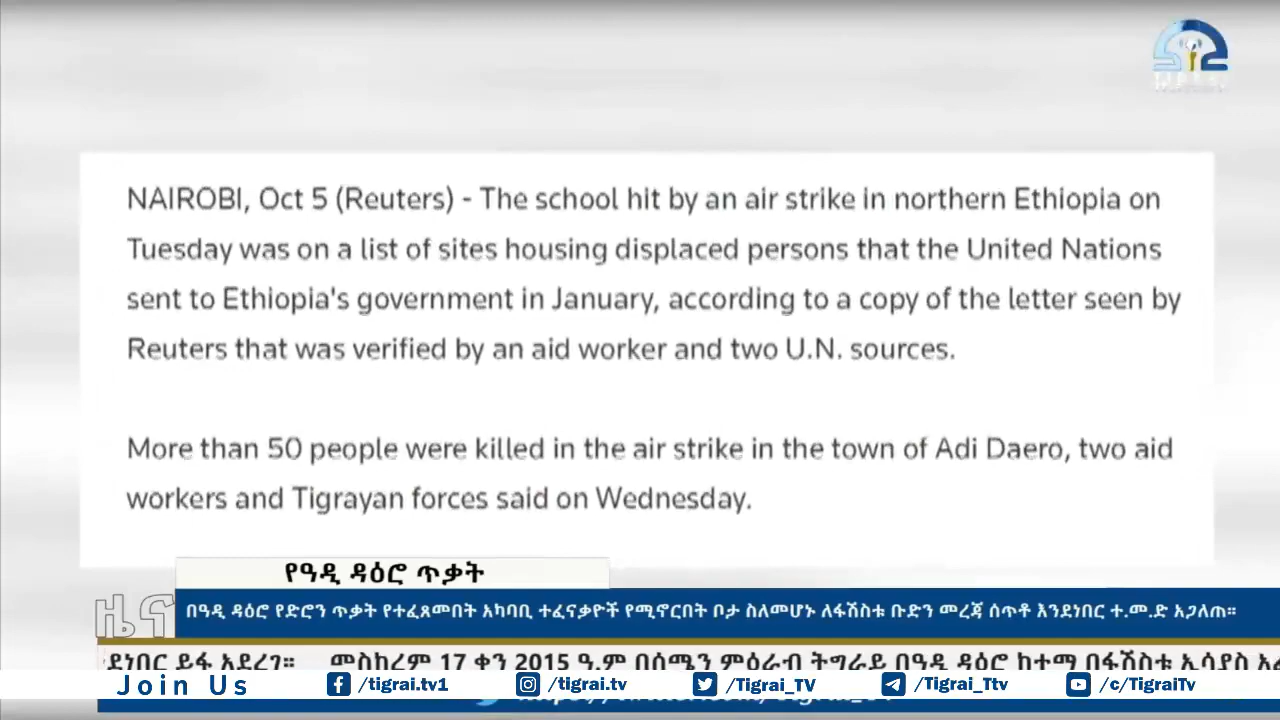 NAIROBI, Oct 5 (Reuters) - The school hit by an air strike in northern Ethiopia on
Tuesday was on a list of sites housing displaced persons that the United Nations
sent to Ethiopia's government in January, according to a copy of the letter seen by
Reuters that was verified by an aid worker and two U.N. sources.
More than 50 people were killed in the air strike in the town of Adi Daero, two aid
workers and Tigrayan forces said on Wednesday.
የዓዲ ዳዕሮ ጥቃት
ዜና
በዓዲ ዳዕሮ የድሮን ጥቃት የተፈጸመበት አካባቢ ተፈናቃዮች የሚኖርበት ቦታ ስለመሆኑ ለፋሽስቱ ቡድን መረጃ ሰጥቶ እንደነበር ተ.መ.ድ አጋለጠ።
ደነበር ይፋ አደረገ። መስከረም 17 ቀን 2015 ዓ.ም በሰሜን ምዕራብ ትግራይ በዓዲ ዳዕሮ ከተማ በፋሽስቱ ኢሳያስ
Join Us /tigrai.tv1 /tigrai.tv /Tigrai_TV /Tigrai_Ttv /c/TigraiTv